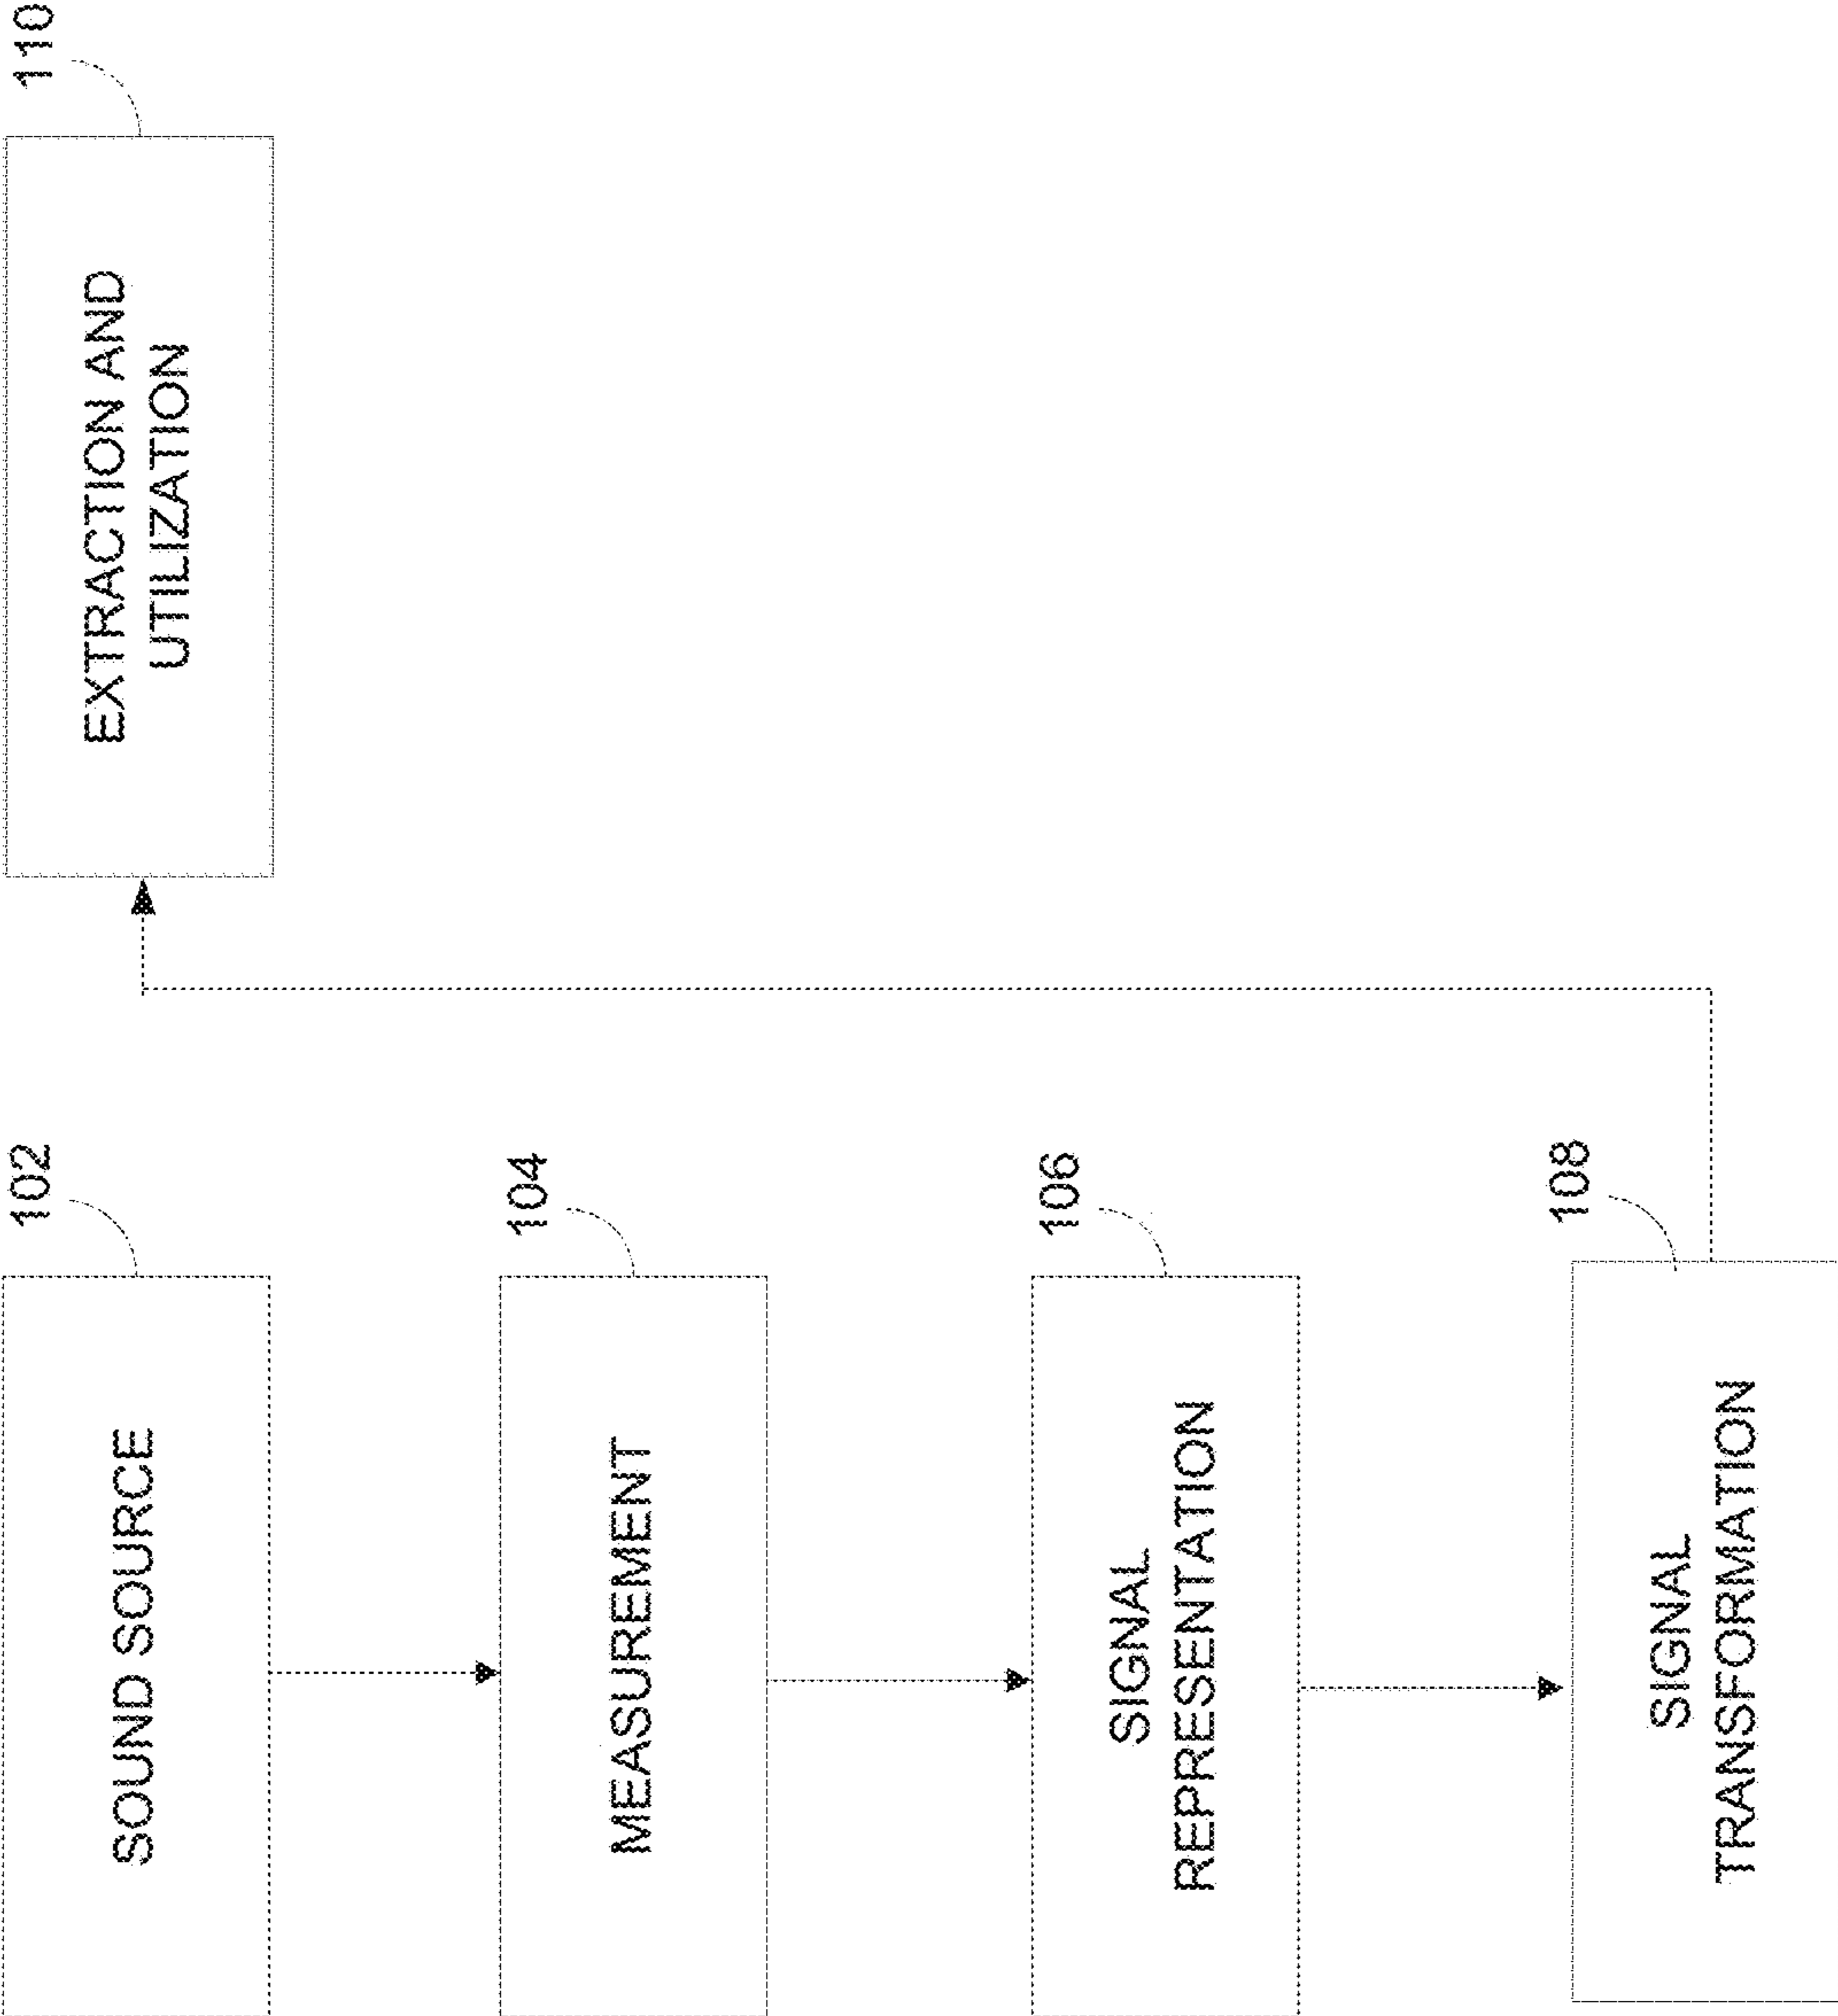 102
SOUND SOURCE
104
MEASUREMENT
106
SIGNAL
REPRESENTATION
108
SIGNAL
TRANSFORMATION
110
EXTRACTION AND
UTILIZATION